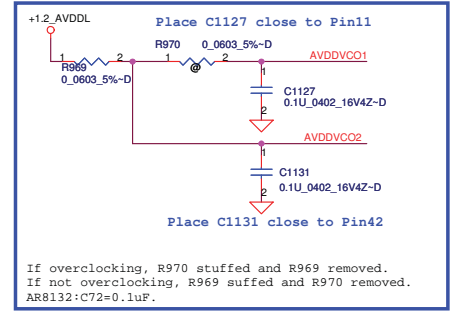 +1.2_AVDDL
Place C1127 close to Pin11
R970 0_0603_5%~D
1 2 1 2 AVDDVCO1
R969 @
0_0603_5%~D
1
C1127
0.1U_0402_16V4Z~D
2
AVDDVCO2
1
C1131
0.1U_0402_16V4Z~D
2
Place C1131 close to Pin42
If overclocking, R970 stuffed and R969 removed.
If not overclocking, R969 suffed and R970 removed.
AR8132:C72=0.1uF.